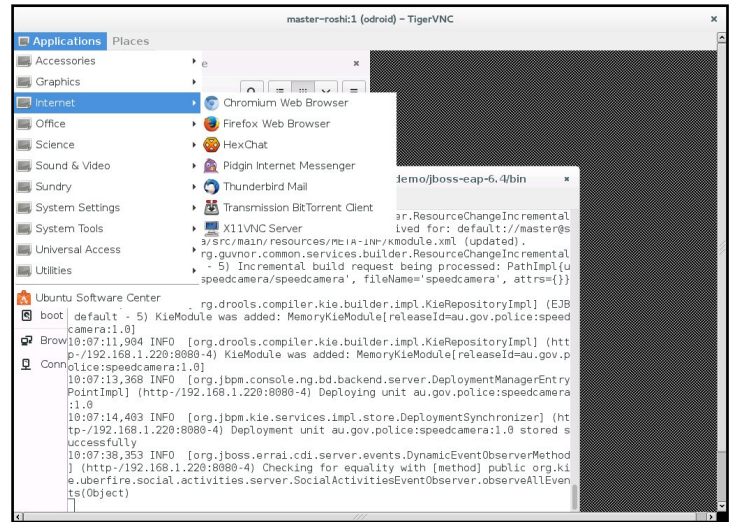 master-roshi:1 (odroid) – TigerVNC
Applications Places
Accessories
Graphics
Internet
Office
Science
Sound & Video
Sundry
System Settings
System Tools
Universal Access
Utilities
Ubuntu Software Center
Chromium Web Browser
Firefox Web Browser
HexChat
Pidgin Internet Messenger
Thunderbird Mail
Transmission BitTorrent Client
X11VNC Server
boot
Brow
Conn
demo/jboss-eap-6.4/bin
er.ResourceChangeIncremental
ived for: default://master@s
a/src/main/resources/META-INF/kmodule.xml (updated).
rg.guvnor.common.services.builder.ResourceChangeIncremental
- 5) Incremental build request being processed: PathImpl{u
speedcamera/speedcamera', fileName='speedcamera', attrs={}}
rg.drools.compiler.kie.builder.impl.KieRepositoryImpl] (EJB
default - 5) KieModule was added: MemoryKieModule[releaseId=au.gov.police:speed
camera:1.0]
10:07:11,904 INFO [org.drools.compiler.kie.builder.impl.KieRepositoryImpl] (htt
p-/192.168.1.220:8080-4) KieModule was added: MemoryKieModule[releaseId=au.gov.p
olice:speedcamera:1.0]
10:07:13,368 INFO [org.jbpm.console.ng.bd.backend.server.DeploymentManagerEntry
PointImpl] (http-/192.168.1.220:8080-4) Deploying unit au.gov.police:speedcamera
:1.0
10:07:14,403 INFO [org.jbpm.kie.services.impl.store.DeploymentSynchronizer] (ht
tp-/192.168.1.220:8080-4) Deployment unit au.gov.police:speedcamera:1.0 stored s
uccessfully
10:07:38,353 INFO [org.jboss.errai.cdi.server.events.DynamicEventObserverMethod
] (http-/192.168.1.220:8080-4) Checking for equality with [method] public org.ki
e.uberfire.social.activities.server.SocialActivitiesEventObserver.observeAllEven
ts(Object)